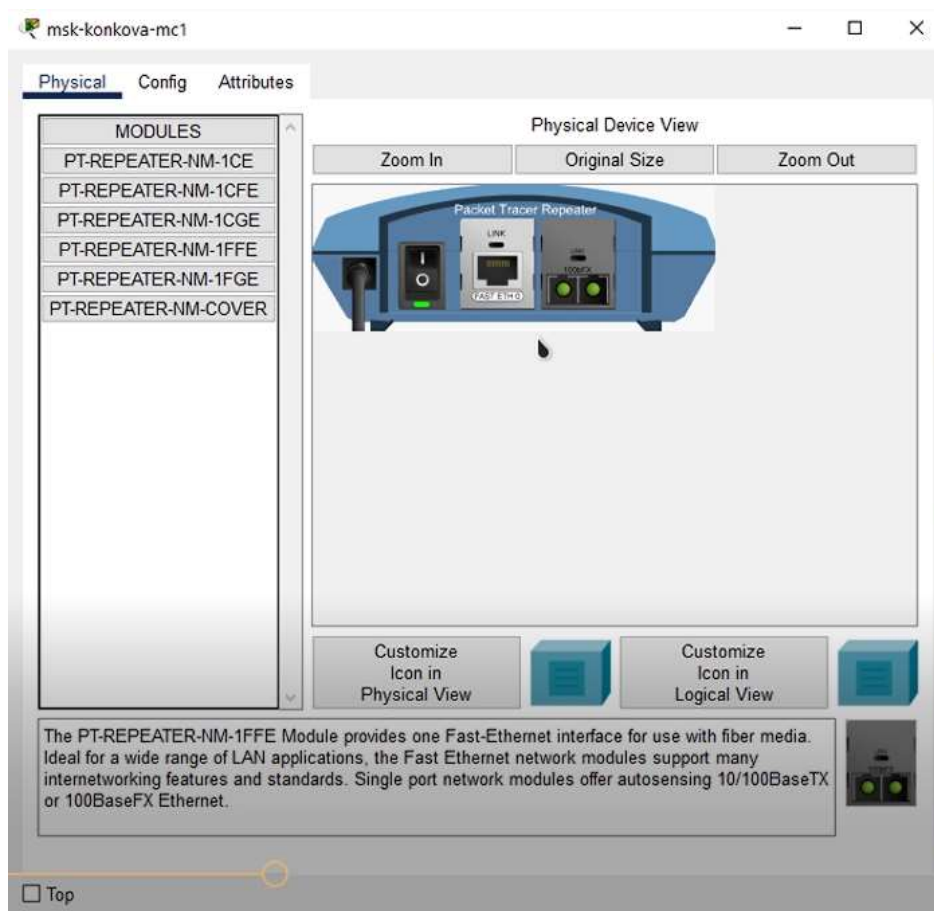 msk-konkova-mc1
Physical Config Attributes
MODULES
PT-REPEATER-NM-1CE
PT-REPEATER-NM-1CFE
PT-REPEATER-NM-1CGE
PT-REPEATER-NM-1FFE
PT-REPEATER-NM-1FGE
PT-REPEATER-NM-COVER
Physical Device View
Zoom In Original Size Zoom Out
Packet Tracer Repeater
LINK
FAST ETH 0
100BFX
Customize
Icon in
Physical View
Customize
Icon in
Logical View
The PT-REPEATER-NM-1FFE Module provides one Fast-Ethernet interface for use with fiber media.
Ideal for a wide range of LAN applications, the Fast Ethernet network modules support many
internetworking features and standards. Single port network modules offer autosensing 10/100BaseTX
or 100BaseFX Ethernet.
Top